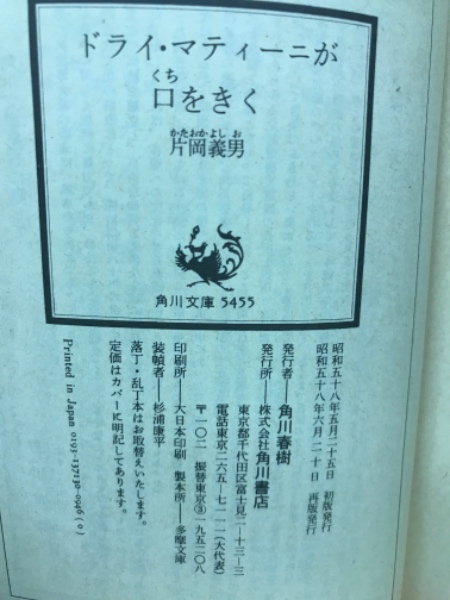 ドライ・マティーニが
くち
口をきく
かたおかよしお
片岡義男
角川文庫 5455
昭和五十八年五月二十五日 初版発行
昭和五十八年六月二十日 再版発行
発行者——角川春樹
発行所——株式会社角川書店
東京都千代田区富士見二ー十三ー三
電話東京二六五ー七一一一(大代表)
〒一〇二 振替東京③一九五二〇八
印刷所——大日本印刷 製本所——多摩文庫
装幀者——杉浦康平
落丁・乱丁本はお取替えいたします。
定価はカバーに明記してあります。
Printed in Japan 0193-137130-0946(0)